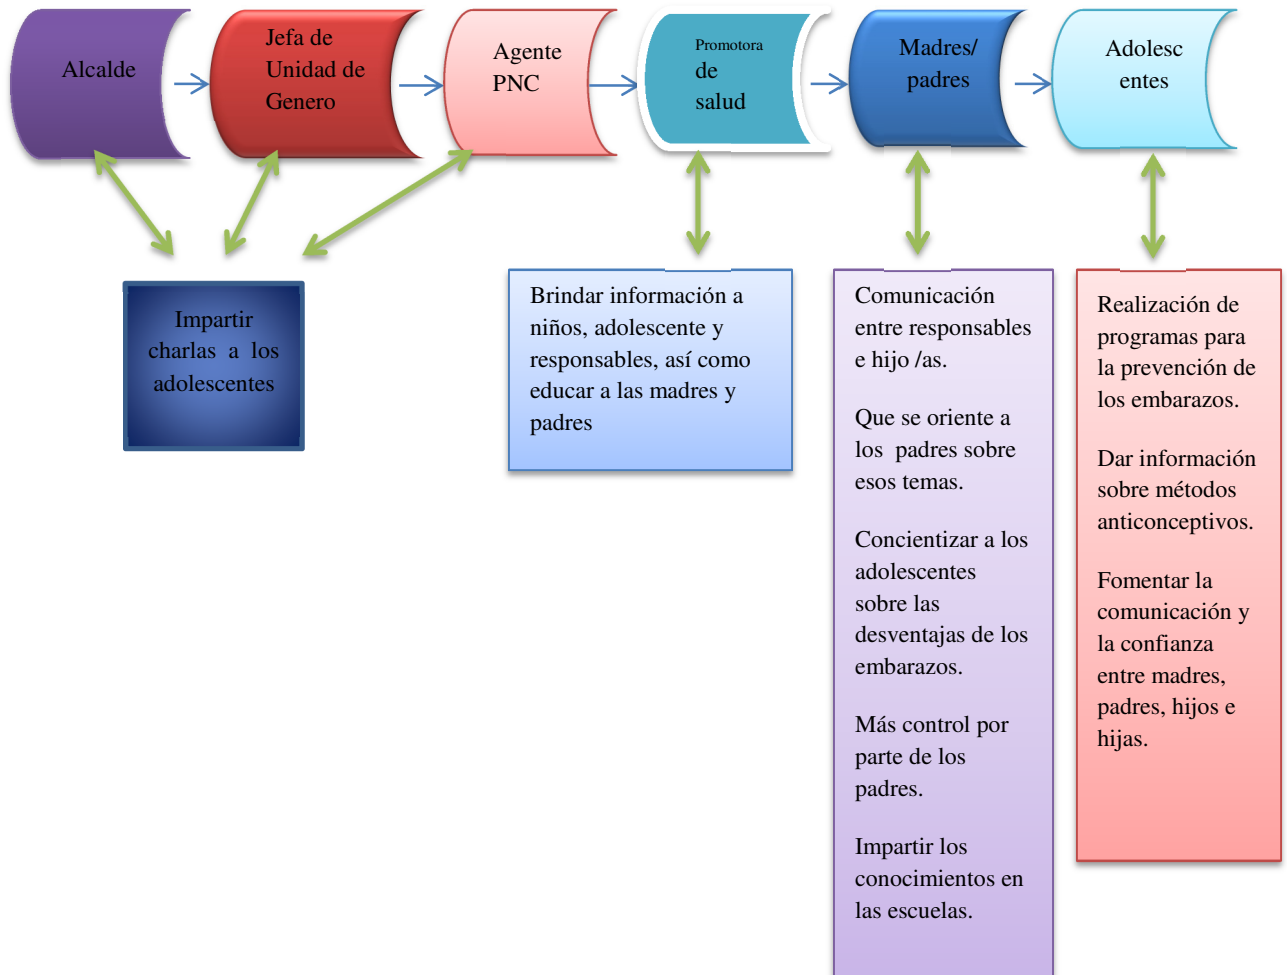 Alcalde
Jefa de
Unidad de
Genero
Agente
PNC
Promotora
de
salud
Madres/
padres
Adolesc
entes
Impartir
charlas a los
adolescentes
Brindar información a
niños, adolescente y
responsables, así como
educar a las madres y
padres
Comunicación
entre responsables
e hijo /as.
Que se oriente a
los padres sobre
esos temas.
Concientizar a los
adolescentes
sobre las
desventajas de los
embarazos.
Más control por
parte de los
padres.
Impartir los
conocimientos en
las escuelas.
Realización de
programas para
la prevención de
los embarazos.
Dar información
sobre métodos
anticonceptivos.
Fomentar la
comunicación y
la confianza
entre madres,
padres, hijos e
hijas.